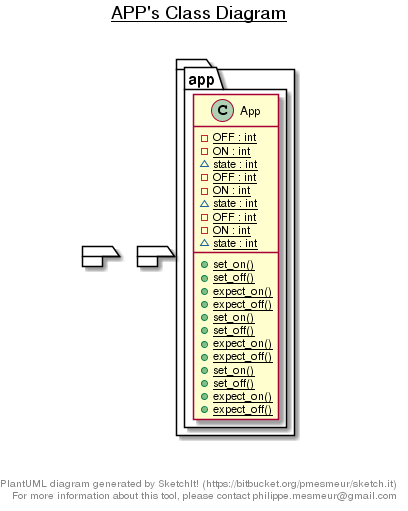 APP's Class Diagram
app
C App
OFF : int
ON : int
state : int
OFF : int
ON : int
state : int
OFF : int
ON : int
state : int
set_on()
set_off()
expect_on()
expect_off()
set_on()
set_off()
expect_on()
expect_off()
set_on()
set_off()
expect_on()
expect_off()
PlantUML diagram generated by SketchIt! (https://bitbucket.org/pmesmeur/sketch.it)
For more information about this tool, please contact philippe.mesmeur@gmail.com